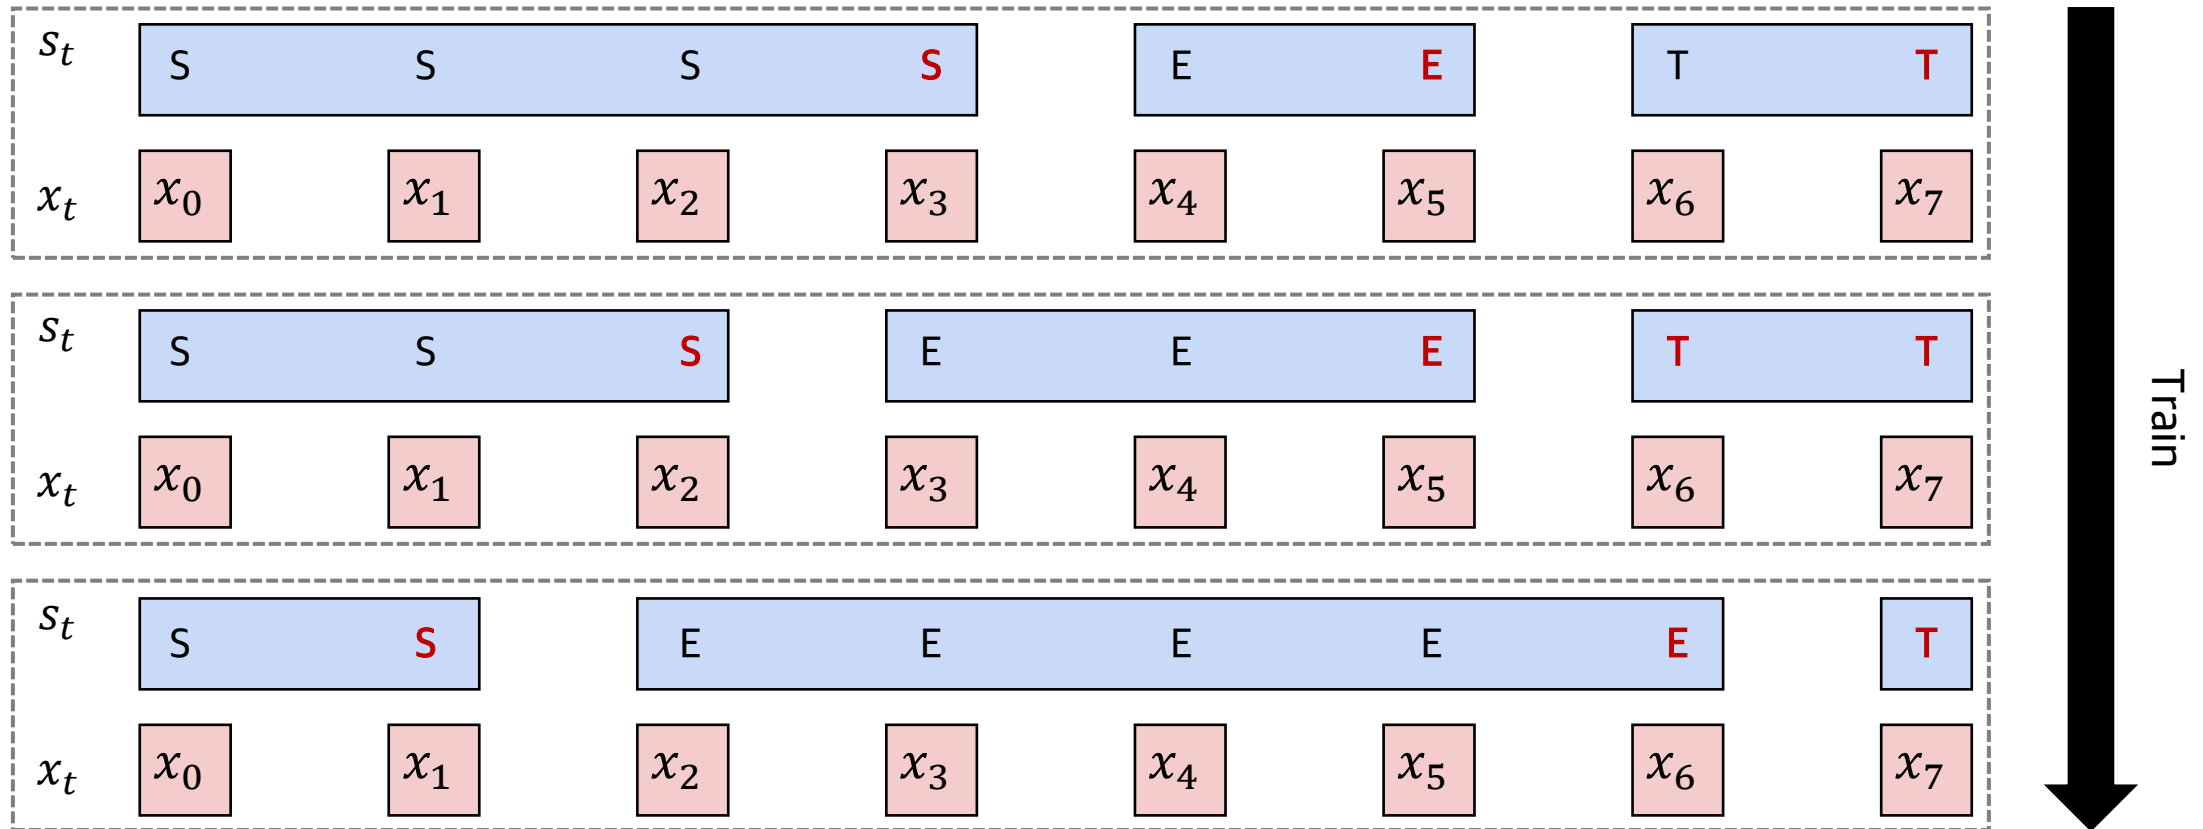 s_t S S S S E E T T
x_t x_0 x_1 x_2 x_3 x_4 x_5 x_6 x_7
s_t S S S E E E T T
x_t x_0 x_1 x_2 x_3 x_4 x_5 x_6 x_7
s_t S S E E E E E T
x_t x_0 x_1 x_2 x_3 x_4 x_5 x_6 x_7
Train